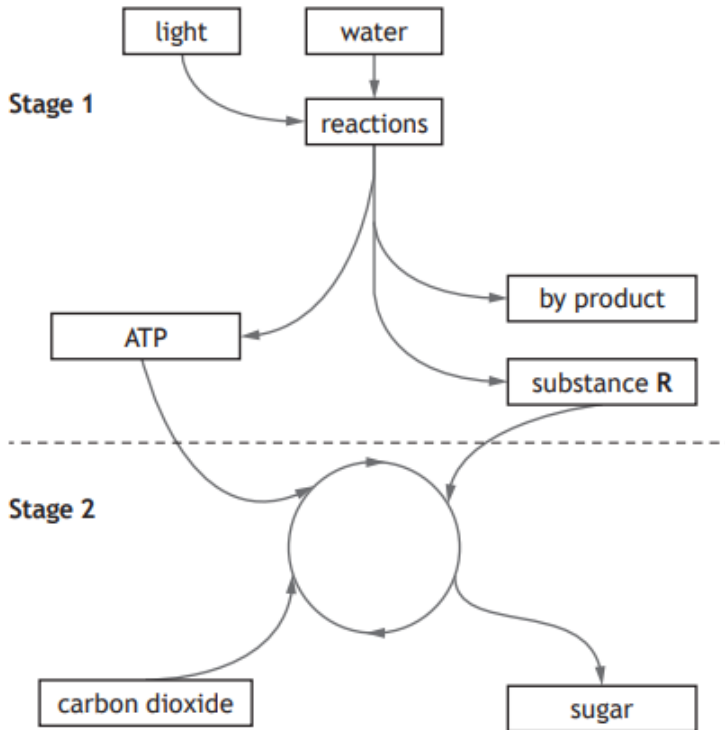 light
water
Stage 1
reactions
by product
ATP
substance R
Stage 2
carbon dioxide
sugar